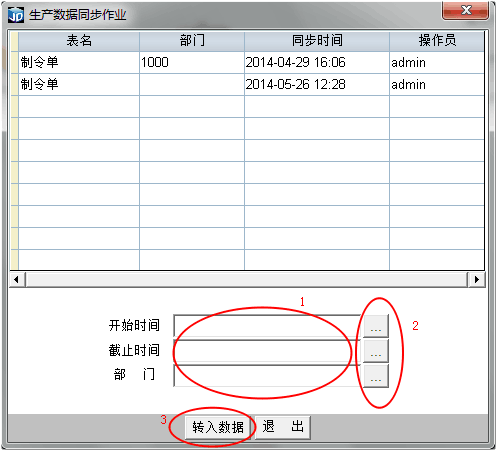 JD 生产数据同步作业
表名 部门 同步时间 操作员
制令单 1000 2014-04-29 16:06 admin
制令单 2014-05-26 12:28 admin
1
开始时间 ... 2
截止时间 ...
部 门 ...
3 转入数据 退 出